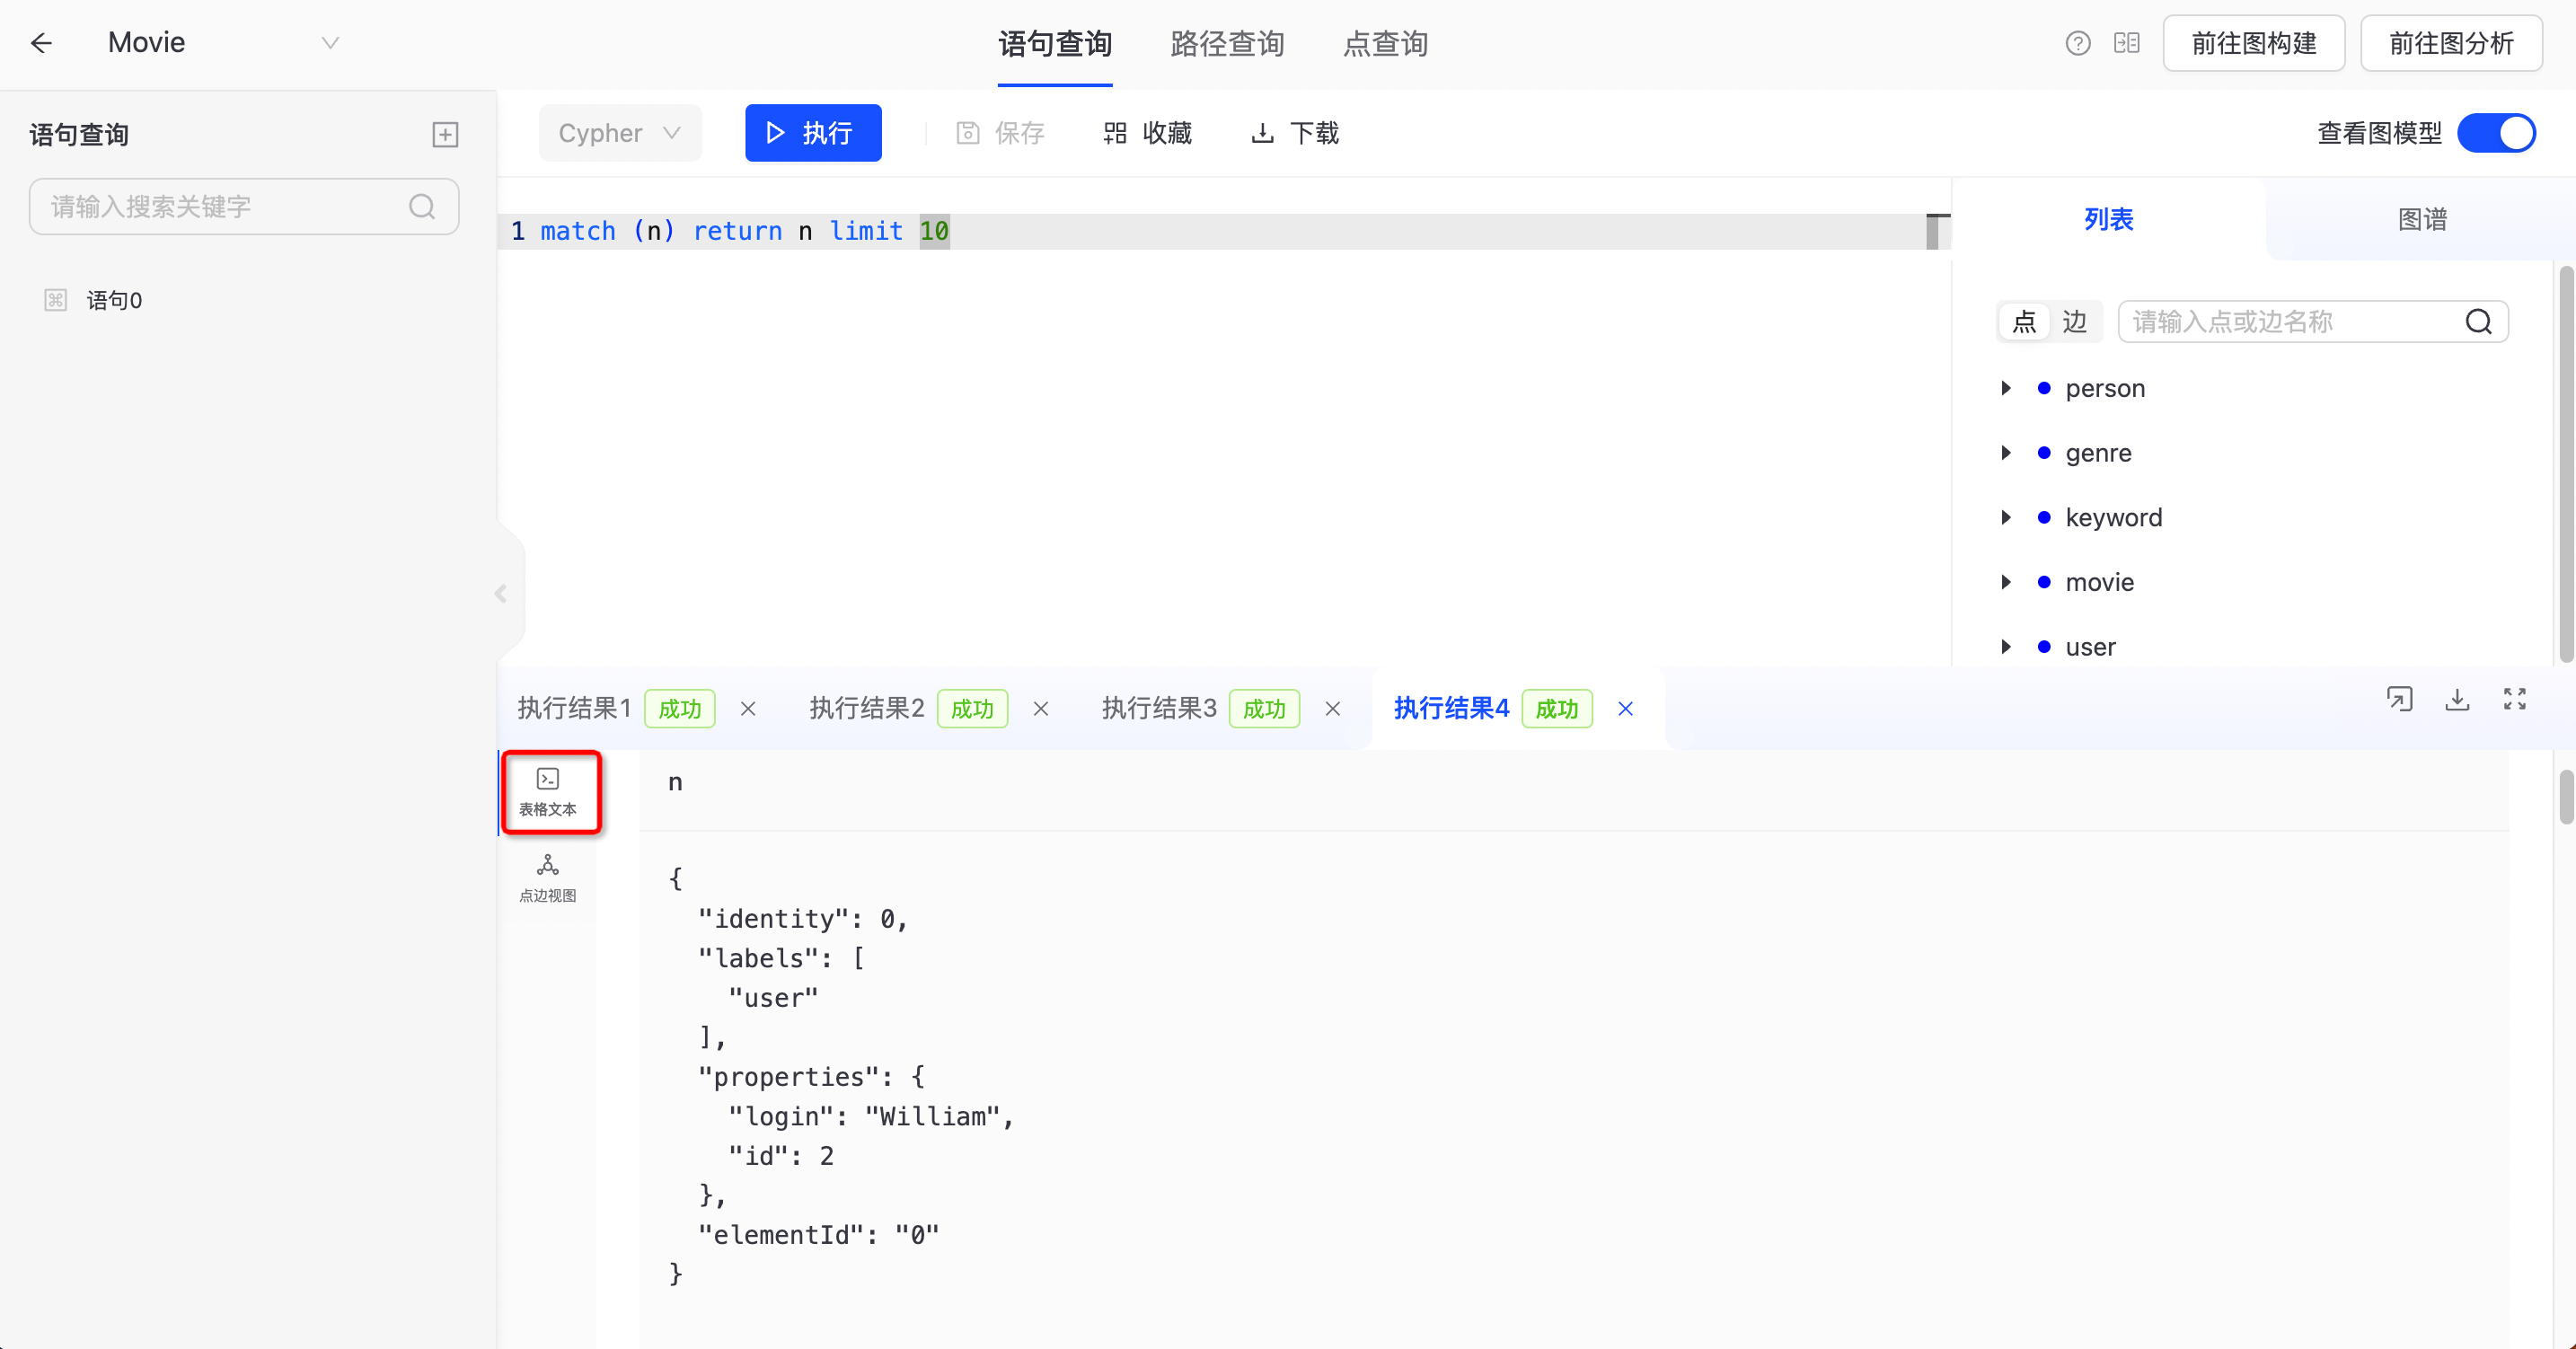 Movie
语句查询 路径查询 点查询
前往图构建 前往图分析
语句查询
请输入搜索关键字
语句0
Cypher 执行 保存 收藏 下载 查看图模型
1 match (n) return n limit 10
列表 图谱
点 边 请输入点或边名称
person
genre
keyword
movie
user
执行结果1 成功 执行结果2 成功 执行结果3 成功 执行结果4 成功
表格文本
点边视图
n
{
"identity": 0,
"labels": [
"user"
],
"properties": {
"login": "William",
"id": 2
},
"elementId": "0"
}